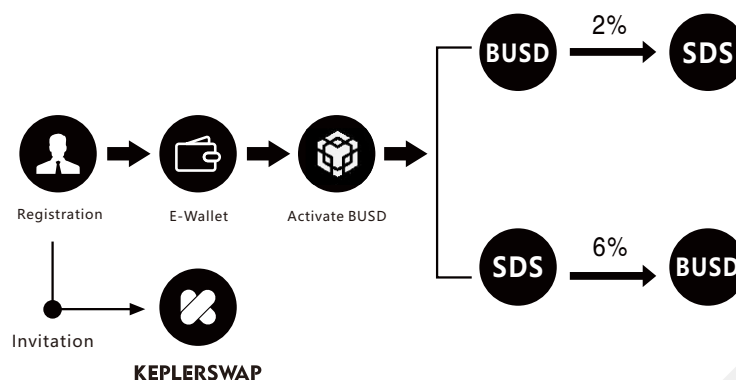 2%
BUSD
SDS
Registration
E-Wallet
Activate BUSD
6%
SDS
BUSD
Invitation
KEPLERSWAP